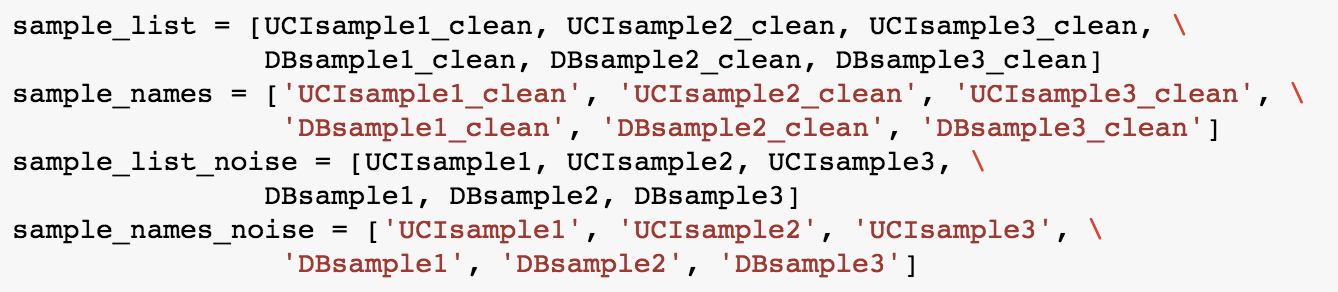 sample_list = [UCIsample1_clean, UCIsample2_clean, UCIsample3_clean, \
               DBsample1_clean, DBsample2_clean, DBsample3_clean]
sample_names = ['UCIsample1_clean', 'UCIsample2_clean', 'UCIsample3_clean', \
                'DBsample1_clean', 'DBsample2_clean', 'DBsample3_clean']
sample_list_noise = [UCIsample1, UCIsample2, UCIsample3, \
               DBsample1, DBsample2, DBsample3]
sample_names_noise = ['UCIsample1', 'UCIsample2', 'UCIsample3', \
                'DBsample1', 'DBsample2', 'DBsample3']